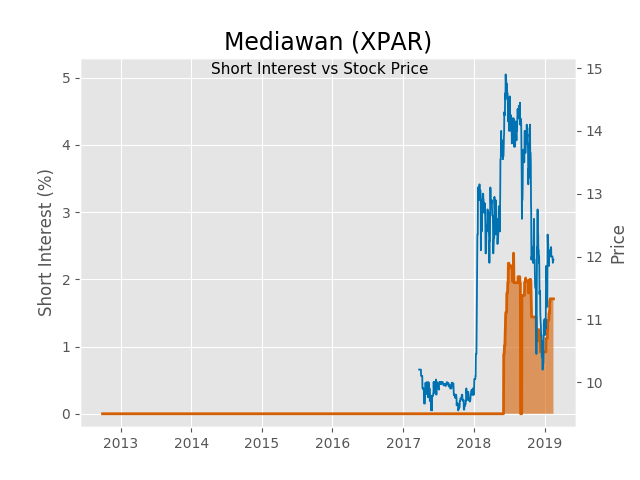 Mediawan (XPAR)
Short Interest vs Stock Price
Short Interest (%)
5
4
3
2
1
0
15
14
13
12
11
10
Price
2013 2014 2015 2016 2017 2018 2019